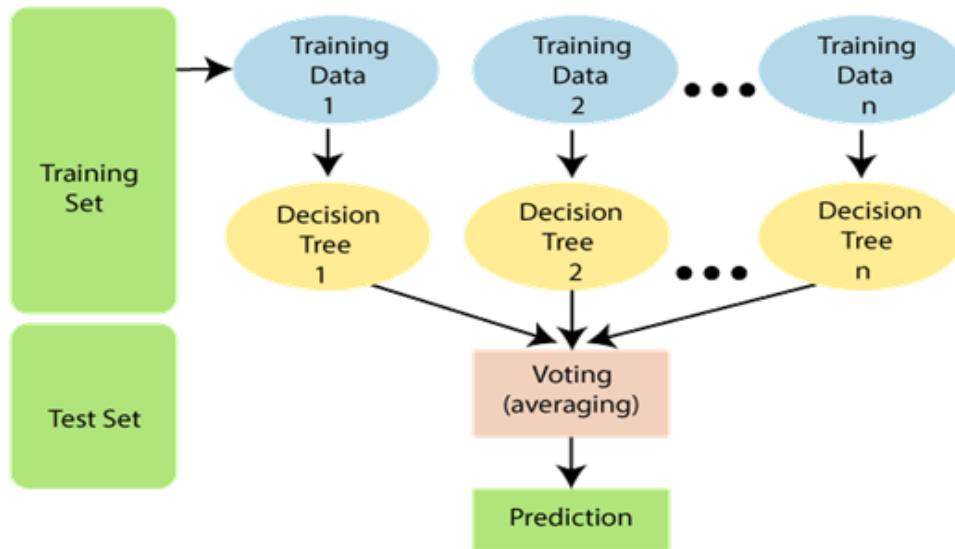 Training
Set
Test Set
Training
Data
1
Training
Data
2
Training
Data
n
Decision
Tree
1
Decision
Tree
2
Decision
Tree
n
Voting
(averaging)
Prediction